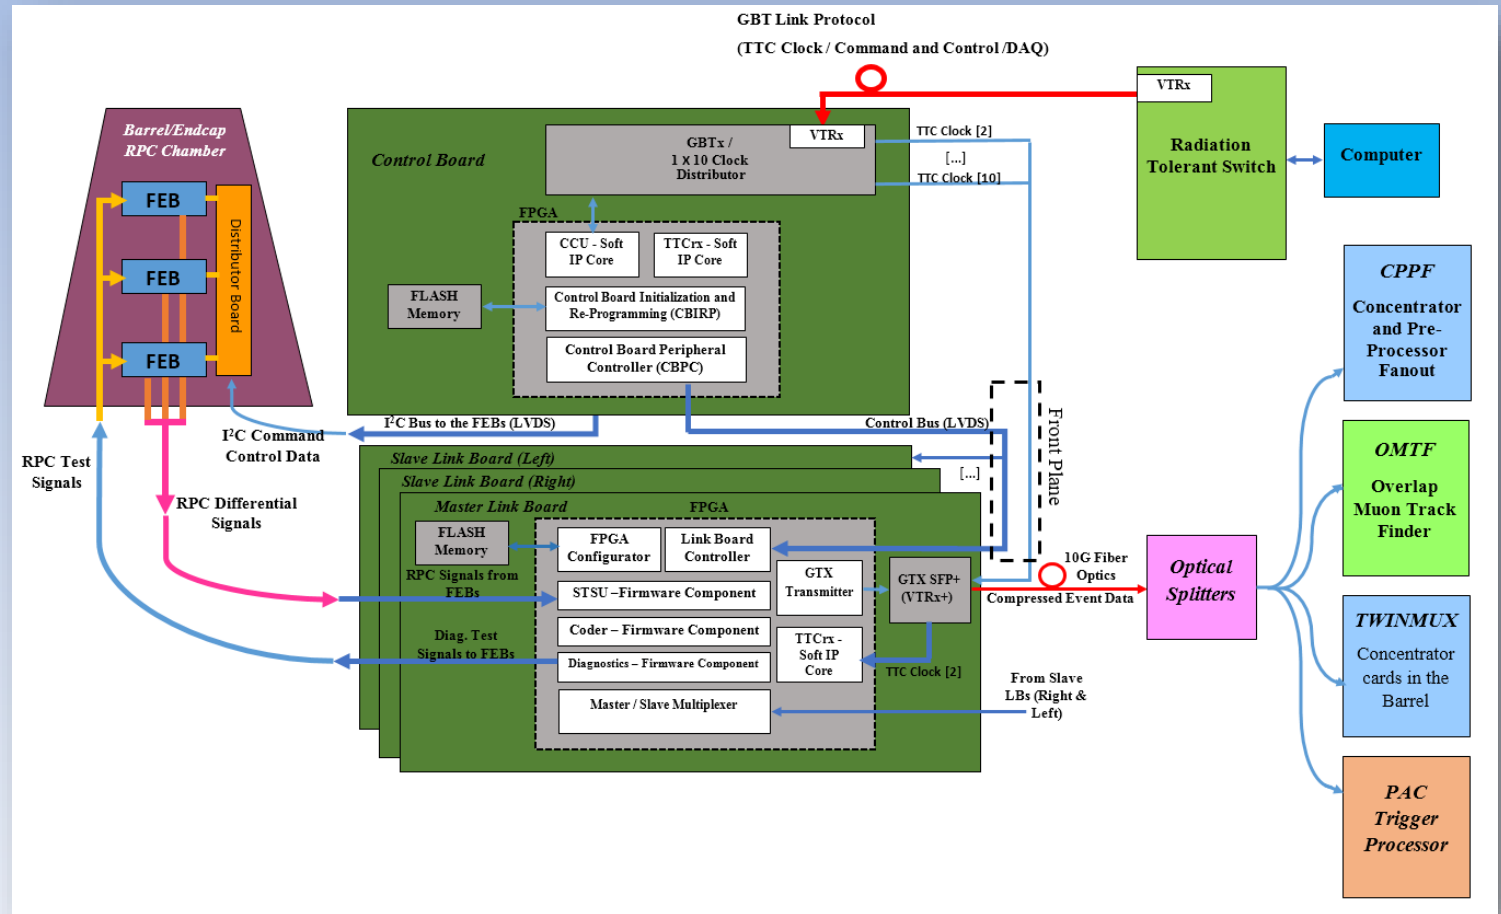 GBT Link Protocol
(TTC Clock / Command and Control /DAQ)
VTRx
Radiation
Tolerant Switch
Computer
Barrel/Endcap
RPC Chamber
FEB
FEB
FEB
Distributor Board
Control Board
VTRx
GBTx /
1 X 10 Clock
Distributor
TTC Clock [2]
[...]
TTC Clock [10]
FPGA
CCU - Soft
IP Core
TTCrx - Soft
IP Core
FLASH
Memory
Control Board Initialization and
Re-Programming (CBIRP)
Control Board Peripheral
Controller (CBPC)
I2C Bus to the FEBs (LVDS)
Control Bus (LVDS)
Front Plane
I2C Command
Control Data
RPC Test
Signals
RPC Differential
Signals
Slave Link Board (Left)
[...]
Slave Link Board (Right)
Master Link Board
FPGA
FLASH
Memory
FPGA
Configurator
Link Board
Controller
RPC Signals from
FEBs
STSU –Firmware Component
GTX
Transmitter
GTX SFP+
(VTRx+)
Coder – Firmware Component
Diag. Test
Signals to FEBs
Diagnostics – Firmware Component
TTCrx -
Soft IP
Core
TTC Clock [2]
Master / Slave Multiplexer
From Slave
LBs (Right &
Left)
10G Fiber
Optics
Compressed Event Data
Optical
Splitters
CPPF
Concentrator
and Pre-
Processor
Fanout
OMTF
Overlap
Muon Track
Finder
TWINMUX
Concentrator
cards in the
Barrel
PAC
Trigger
Processor